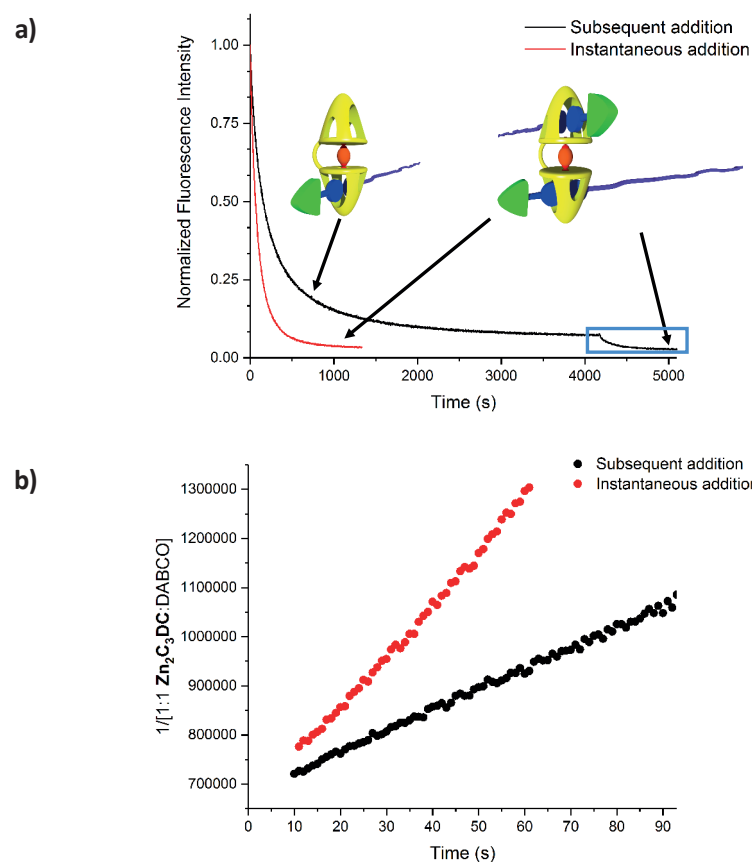 a)
Subsequent addition
Instantaneous addition
Normalized Fluorescence Intensity
1.00
0.75
0.50
0.25
0.00
0 1000 2000 3000 4000 5000
Time (s)
b)
Subsequent addition
Instantaneous addition
1/[1:1 Zn₂C₃DC:DABCO]
1300000
1200000
1100000
1000000
900000
800000
700000
0 10 20 30 40 50 60 70 80 90
Time (s)